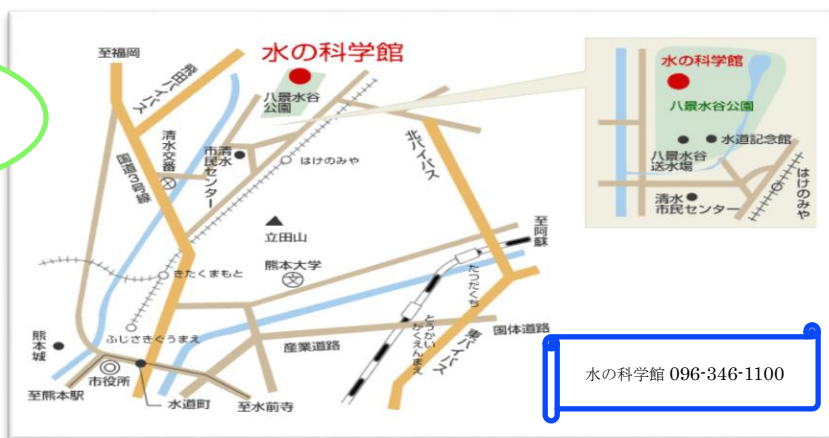 至福岡
飛田バイパス
水の科学館
八景水谷
公園
清水交番
国道3号線
清水
市民センター
はけのみや
北バイパス
立田山
至阿蘇
熊本大学
きたくまもと
たつたぐち
ふじさきぐうまえ
とうかい
がくえんまえ
東バイパス
国体道路
産業道路
熊本城
市役所
至熊本駅
水道町
至水前寺
水の科学館
八景水谷公園
水道記念館
八景水谷
送水場
はけのみや
清水
市民センター
水の科学館 096-346-1100